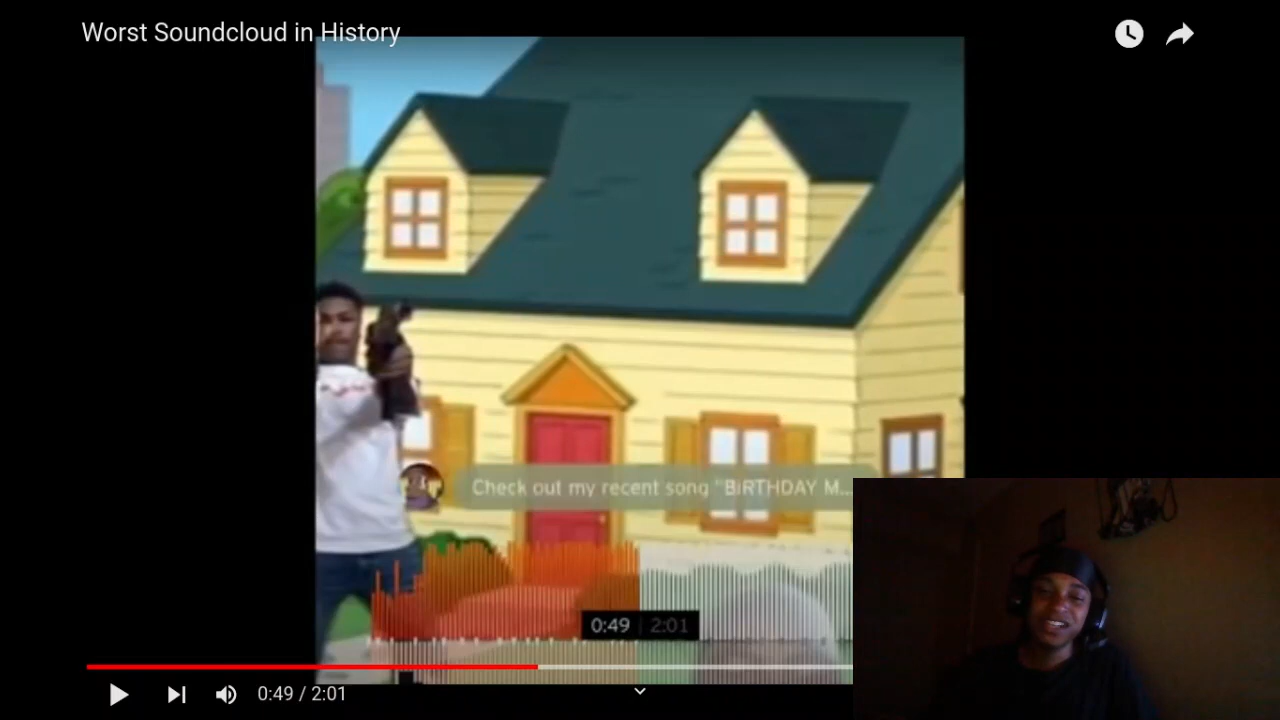 Worst Soundcloud in History
Check out my recent song "BiRTHDAY M...
0:49 | 2:01
0:49 / 2:01